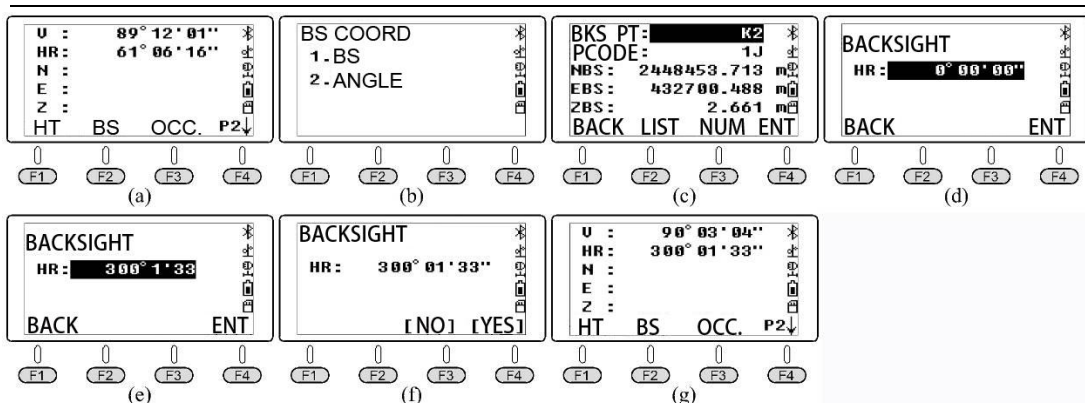 V : 89°12'01"
HR: 61°06'16"
N :
E :
Z :
HT BS OCC. P2↓
F1 F2 F3 F4
(a)
BS COORD
1.BS
2.ANGLE
F1 F2 F3 F4
(b)
BKS PT: K2
PCODE: 1J
NBS: 2448453.713 m
EBS: 432700.488 m
ZBS: 2.661 m
BACK LIST NUM ENT
F1 F2 F3 F4
(c)
BACKSIGHT
HR: 0°00'00"
BACK ENT
F1 F2 F3 F4
(d)
BACKSIGHT
HR: 300°1'33
BACK ENT
F1 F2 F3 F4
(e)
BACKSIGHT
HR: 300°01'33"
[NO] [YES]
F1 F2 F3 F4
(f)
V : 90°03'04"
HR: 300°01'33"
N :
E :
Z :
HT BS OCC. P2↓
F1 F2 F3 F4
(g)